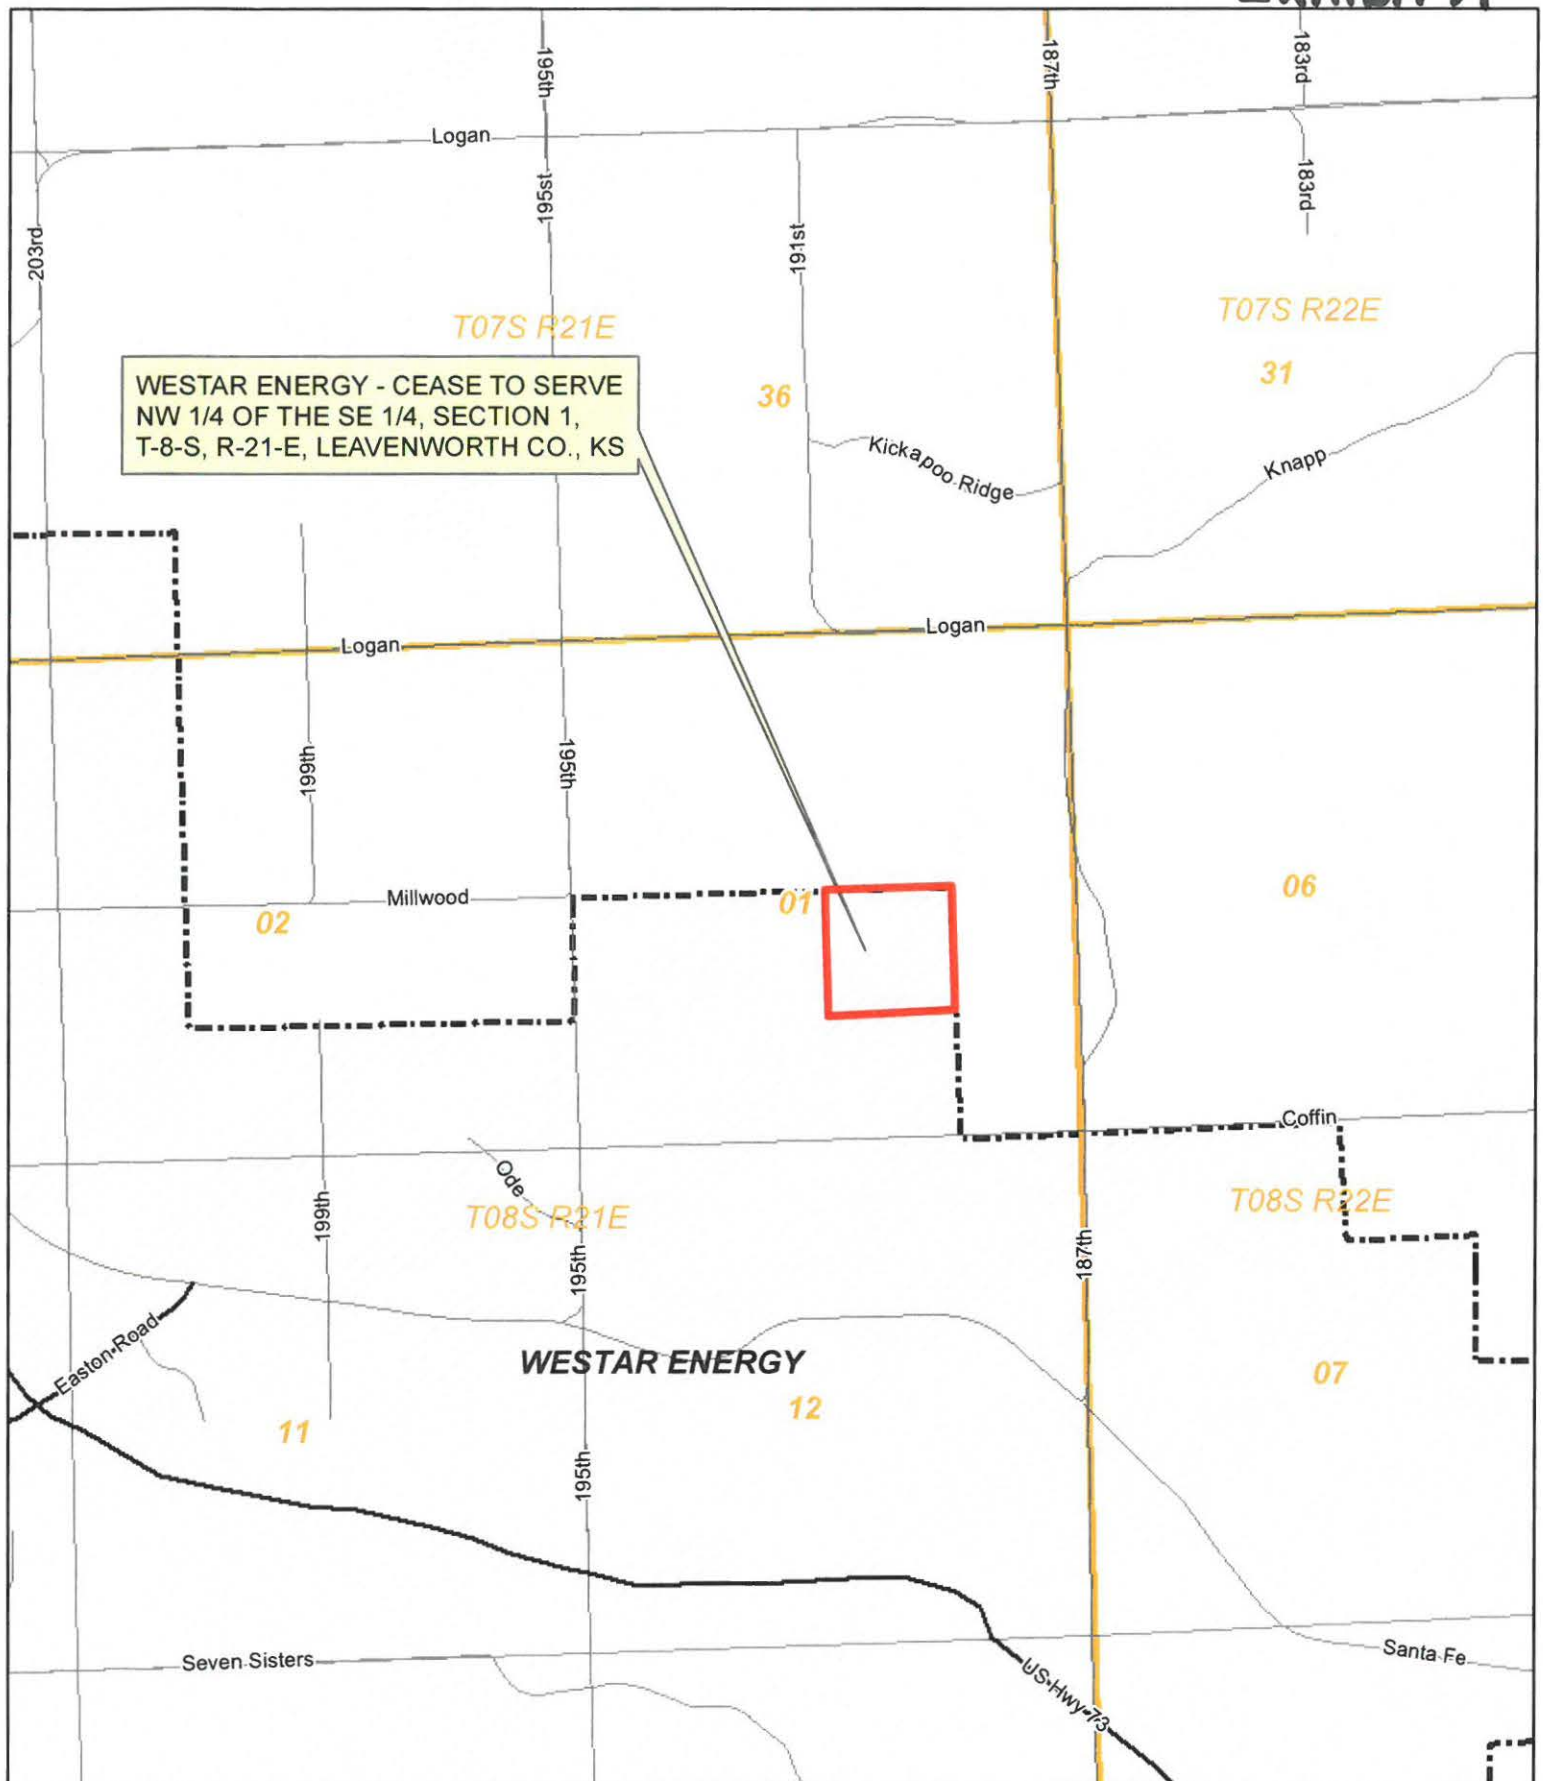 195th
187th
183rd
Logan
195st
183rd
203rd
191st
T07S R21E
T07S R22E
31
WESTAR ENERGY - CEASE TO SERVE
NW 1/4 OF THE SE 1/4, SECTION 1,
T-8-S, R-21-E, LEAVENWORTH CO., KS
36
Kickapoo Ridge
Knapp
Logan
Logan
199th
195th
Millwood
02
01
06
Coffin
Ode
199th
T08S R21E
T08S R22E
195th
187th
Easton Road
WESTAR ENERGY
07
12
11
195th
Seven Sisters
Santa Fe
US Hwy 73